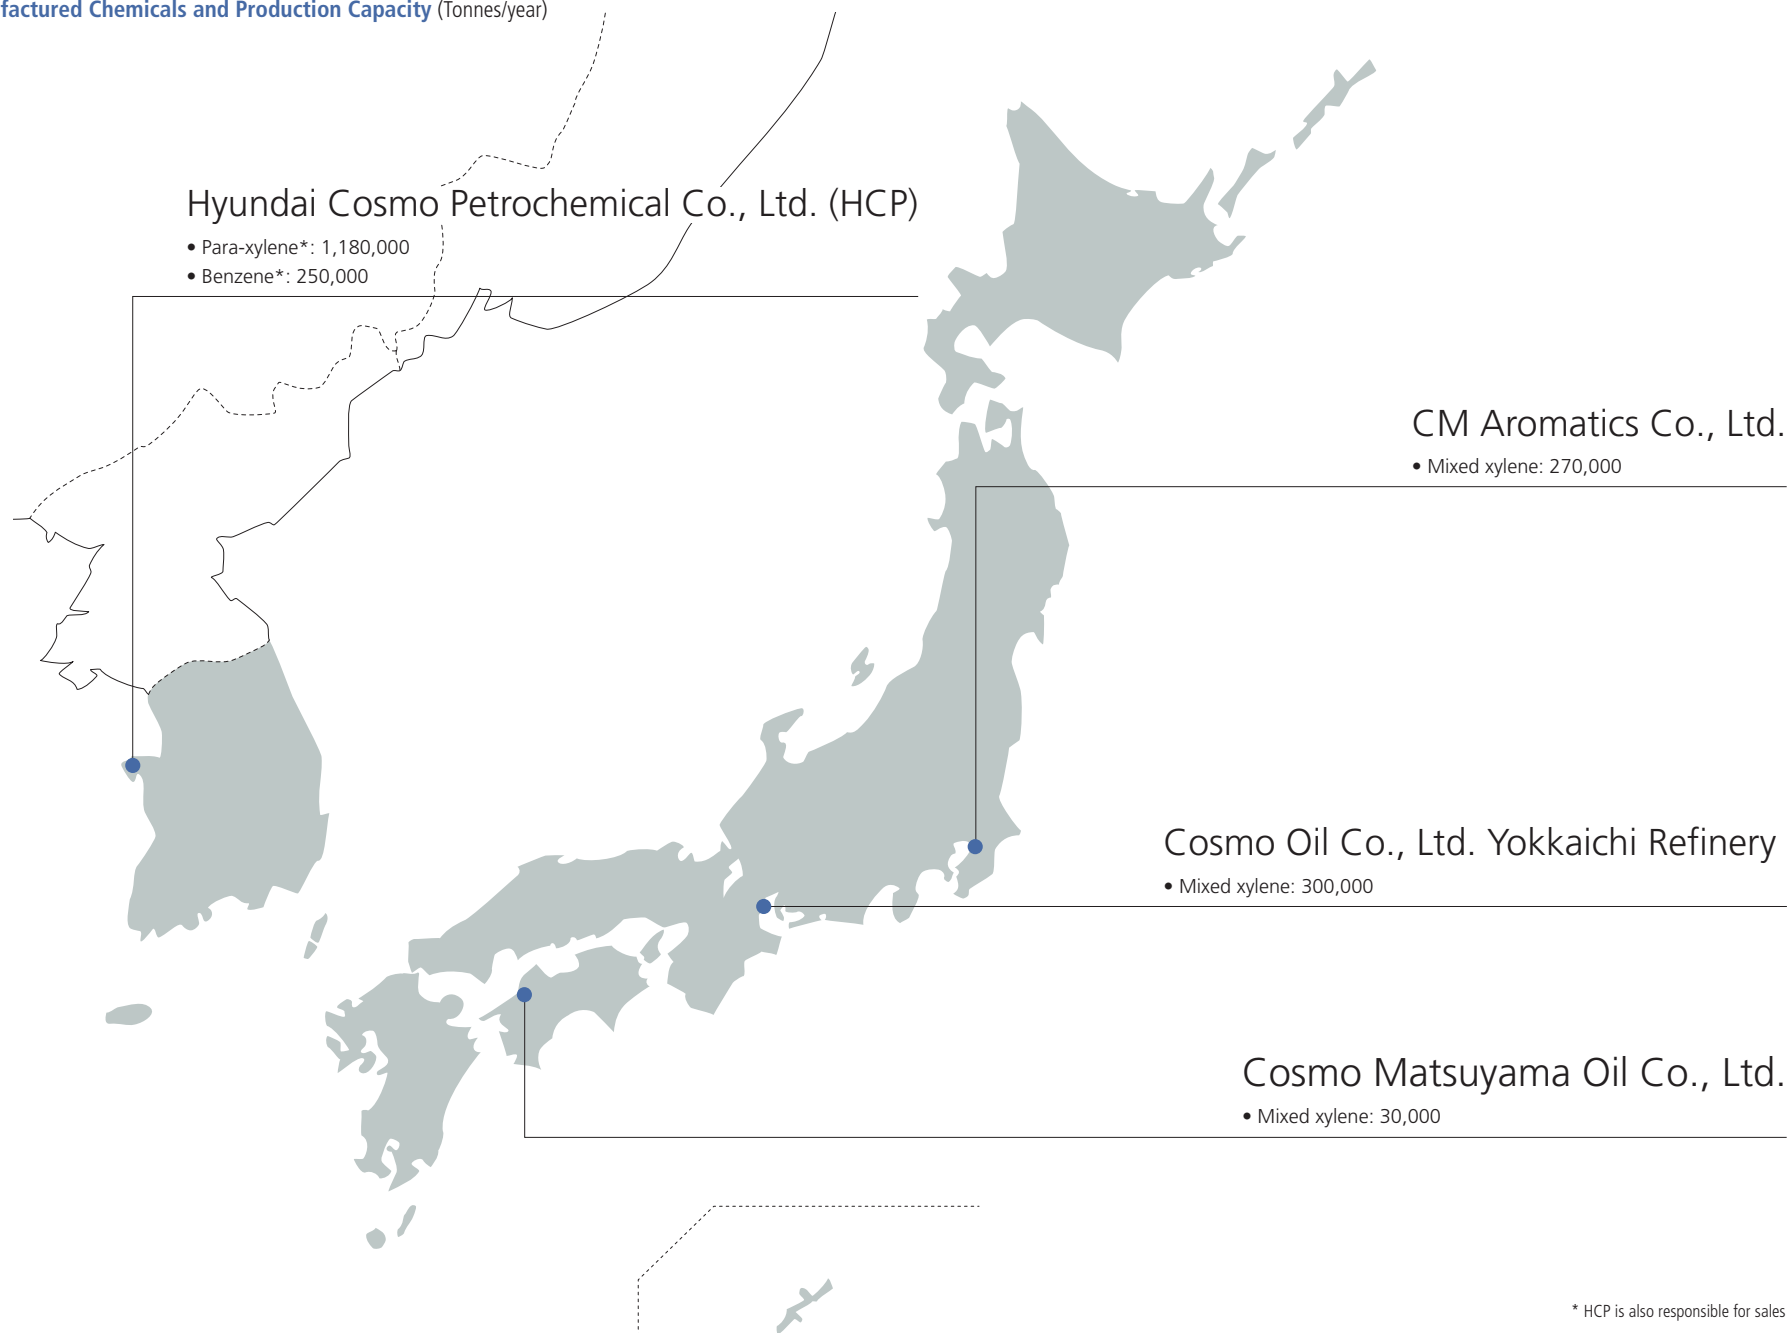 factured Chemicals and Production Capacity (Tonnes/year)
Hyundai Cosmo Petrochemical Co., Ltd. (HCP)
• Para-xylene*: 1,180,000
• Benzene*: 250,000
CM Aromatics Co., Ltd.
• Mixed xylene: 270,000
Cosmo Oil Co., Ltd. Yokkaichi Refinery
• Mixed xylene: 300,000
Cosmo Matsuyama Oil Co., Ltd.
• Mixed xylene: 30,000
* HCP is also responsible for sales